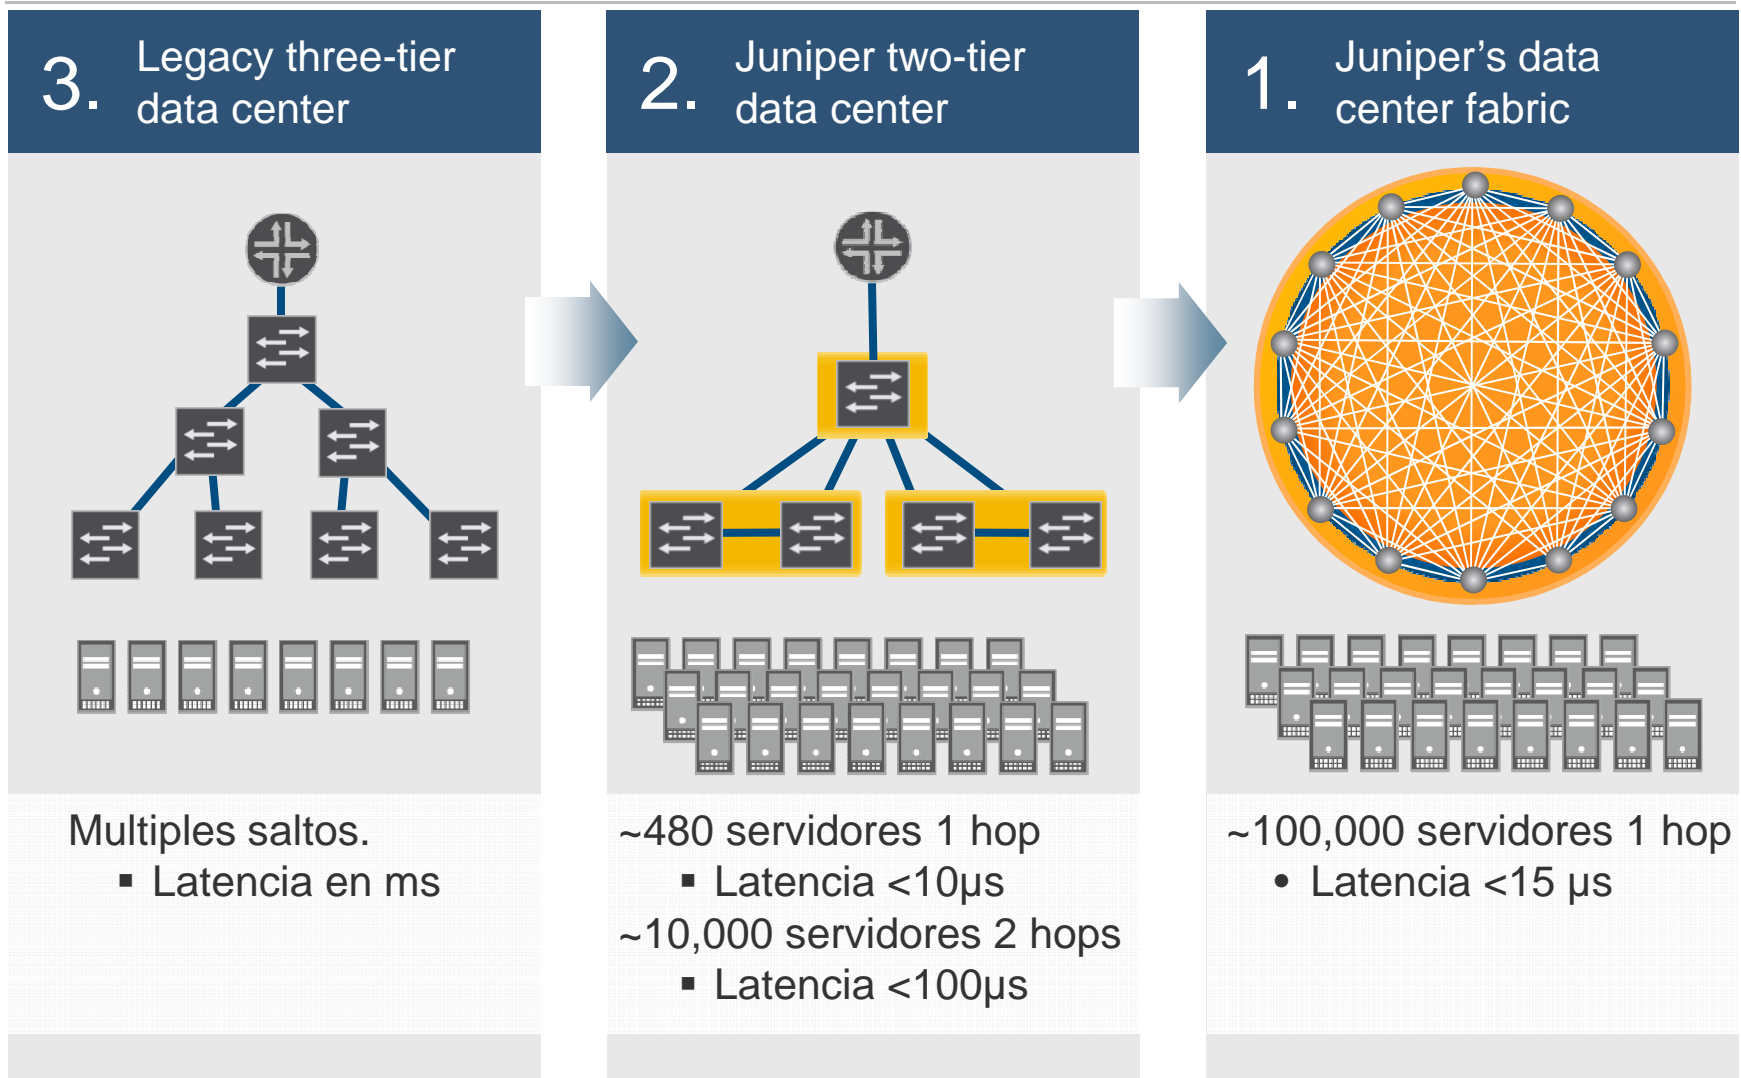 3. Legacy three-tier
data center
2. Juniper two-tier
data center
1. Juniper's data
center fabric
Multiples saltos.
▪ Latencia en ms
~480 servidores 1 hop
▪ Latencia <10µs
~10,000 servidores 2 hops
▪ Latencia <100µs
~100,000 servidores 1 hop
• Latencia <15 µs